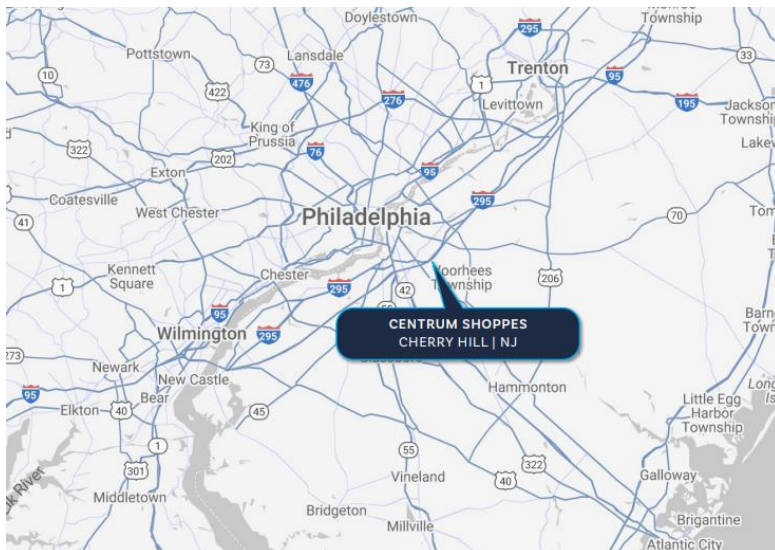 Doylestown
Township
295
Pottstown
Lansdale
73
33
10
476
Trenton
95
422
276
1
Levittown
195
Jackson
Township
King of
Prussia
322
202
76
Exton
95
Coatesville
West Chester
295
Philadelphia
70
41
Kennett
Square
Chester
Voorhees
Township
206
1
295
42
95
CENTRUM SHOPPES
CHERRY HILL | NJ
Wilmington
295
273
Newark
New Castle
Hammonton
95
Bear
Elkton
40
45
Little Egg
Harbor
Township
1
55
322
301
Vineland
40
Galloway
Middletown
Bridgeton
Millville
Brigantine
Atlantic City